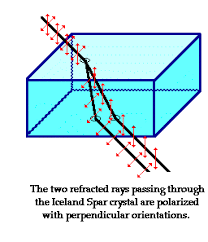 The two refracted rays passing through
the Iceland Spar crystal are polarized
with perpendicular orientations.